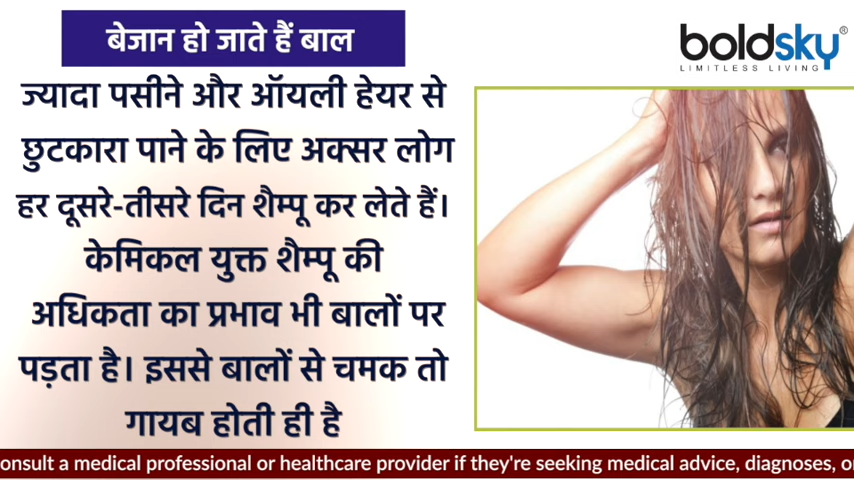 बेजान हो जाते हैं बाल
boldsky®
LIMITLESS LIVING
ज्यादा पसीने और ऑयली हेयर से
छुटकारा पाने के लिए अक्सर लोग
हर दूसरे-तीसरे दिन शैम्पू कर लेते हैं।
केमिकल युक्त शैम्पू की
अधिकता का प्रभाव भी बालों पर
पड़ता है। इससे बालों से चमक तो
गायब होती ही है
onsult a medical professional or healthcare provider if they're seeking medical advice, diagnoses, o